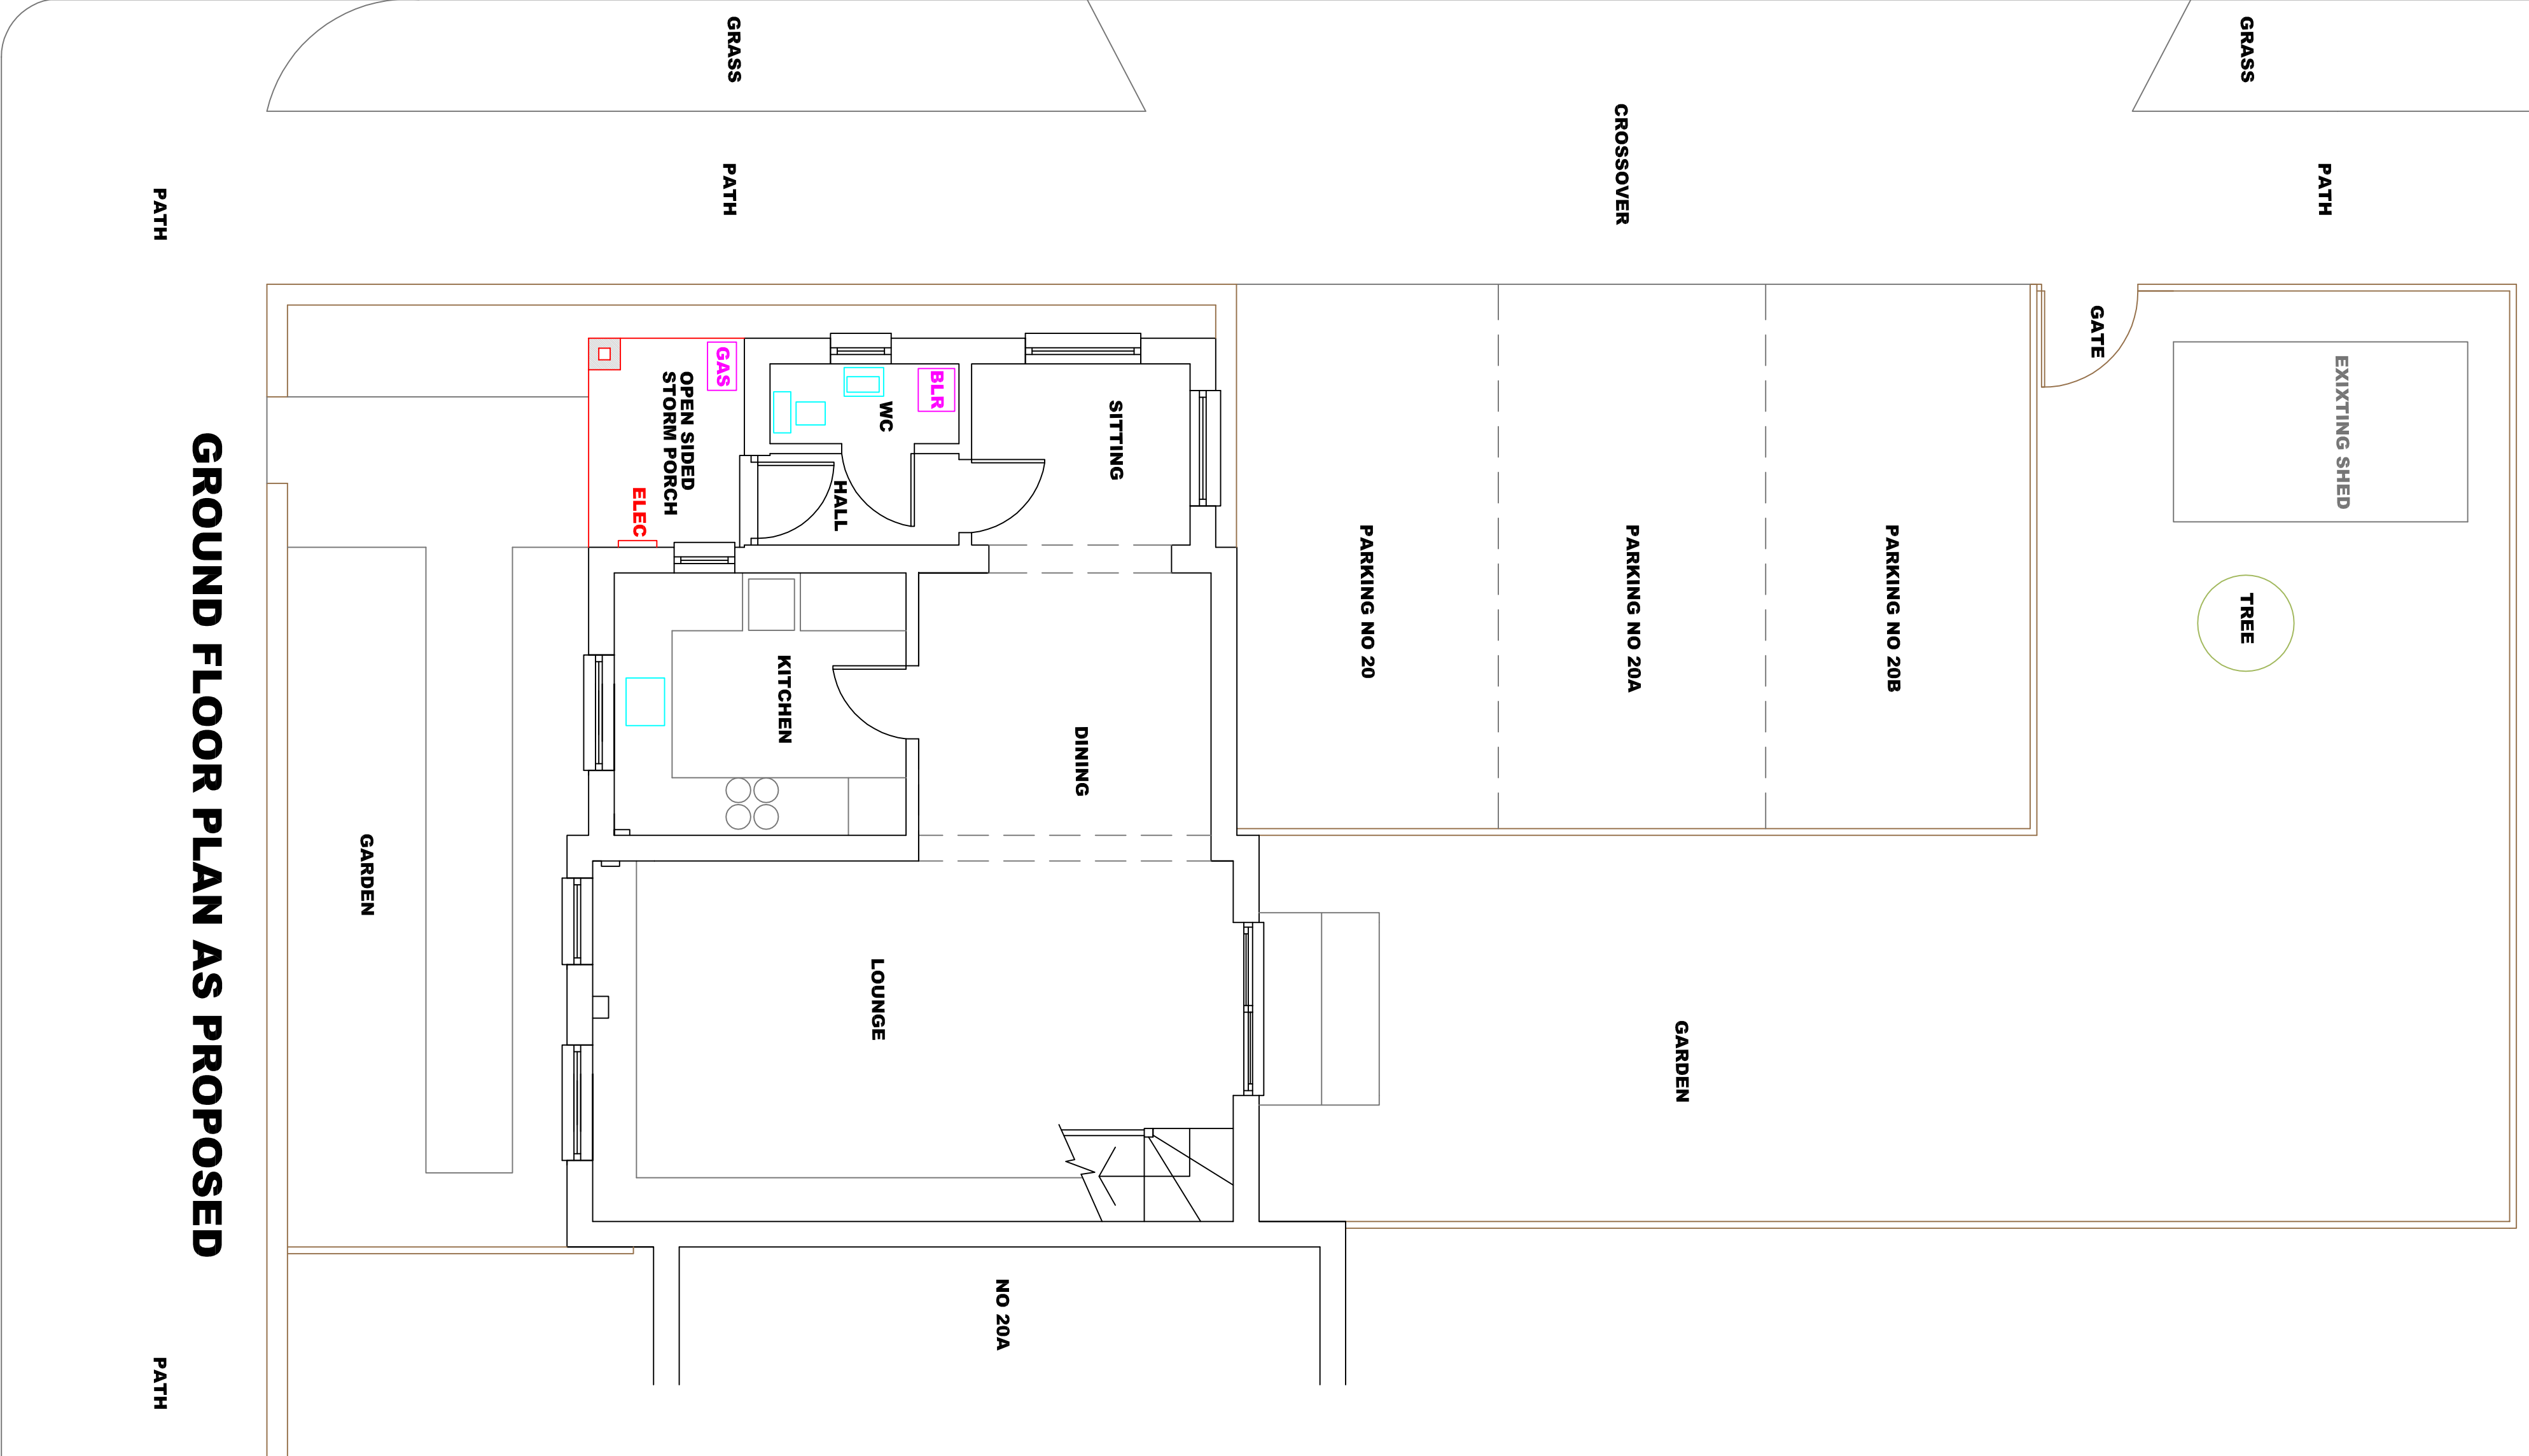 GRASS
PATH
EXIXTING SHED
TREE
GATE
CROSSOVER
PARKING NO 20B
PARKING NO 20A
PARKING NO 20
GARDEN
SITTING
DINING
NO 20A
BLR
WC
LOUNGE
HALL
KITCHEN
GRASS
PATH
GAS
OPEN SIDED
STORM PORCH
ELEC
GARDEN
GROUND FLOOR PLAN AS PROPOSED
PATH
PATH